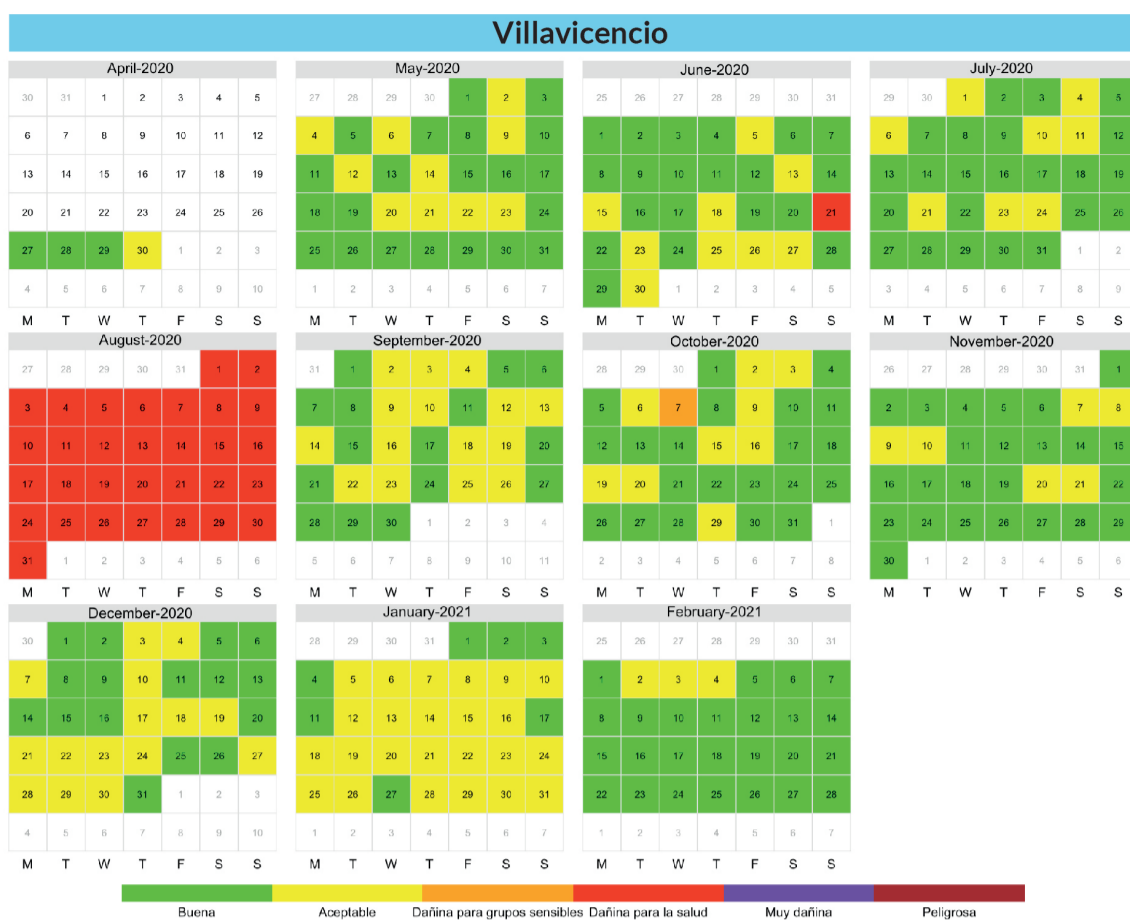 Villavicencio
April-2020 May-2020 June-2020 July-2020
30 31 1 2 3 4 5 27 28 29 30 1 2 3 25 26 27 28 29 30 31 29 30 1 2 3 4 5
6 7 8 9 10 11 12 4 5 6 7 8 9 10 1 2 3 4 5 6 7 6 7 8 9 10 11 12
13 14 15 16 17 18 19 11 12 13 14 15 16 17 8 9 10 11 12 13 14 13 14 15 16 17 18 19
20 21 22 23 24 25 26 18 19 20 21 22 23 24 15 16 17 18 19 20 21 20 21 22 23 24 25 26
27 28 29 30 1 2 3 25 26 27 28 29 30 31 22 23 24 25 26 27 28 27 28 29 30 31 1 2
4 5 6 7 8 9 10 1 2 3 4 5 6 7 29 30 1 2 3 4 5 3 4 5 6 7 8 9
M T W T F S S M T W T F S S M T W T F S S M T W T F S S
August-2020 September-2020 October-2020 November-2020
27 28 29 30 31 1 2 31 1 2 3 4 5 6 28 29 30 1 2 3 4 26 27 28 29 30 31 1
3 4 5 6 7 8 9 7 8 9 10 11 12 13 5 6 7 8 9 10 11 2 3 4 5 6 7 8
10 11 12 13 14 15 16 14 15 16 17 18 19 20 12 13 14 15 16 17 18 9 10 11 12 13 14 15
17 18 19 20 21 22 23 21 22 23 24 25 26 27 19 20 21 22 23 24 25 16 17 18 19 20 21 22
24 25 26 27 28 29 30 28 29 30 1 2 3 4 26 27 28 29 30 31 1 23 24 25 26 27 28 29
31 1 2 3 4 5 6 5 6 7 8 9 10 11 2 3 4 5 6 7 8 30 1 2 3 4 5 6
M T W T F S S M T W T F S S M T W T F S S M T W T F S S
December-2020 January-2021 February-2021
30 1 2 3 4 5 6 28 29 30 31 1 2 3 25 26 27 28 29 30 31
7 8 9 10 11 12 13 4 5 6 7 8 9 10 1 2 3 4 5 6 7
14 15 16 17 18 19 20 11 12 13 14 15 16 17 8 9 10 11 12 13 14
21 22 23 24 25 26 27 18 19 20 21 22 23 24 15 16 17 18 19 20 21
28 29 30 31 1 2 3 25 26 27 28 29 30 31 22 23 24 25 26 27 28
4 5 6 7 8 9 10 1 2 3 4 5 6 7 1 2 3 4 5 6 7
M T W T F S S M T W T F S S M T W T F S S
Buena Aceptable Dañina para grupos sensibles Dañina para la salud Muy dañina Peligrosa